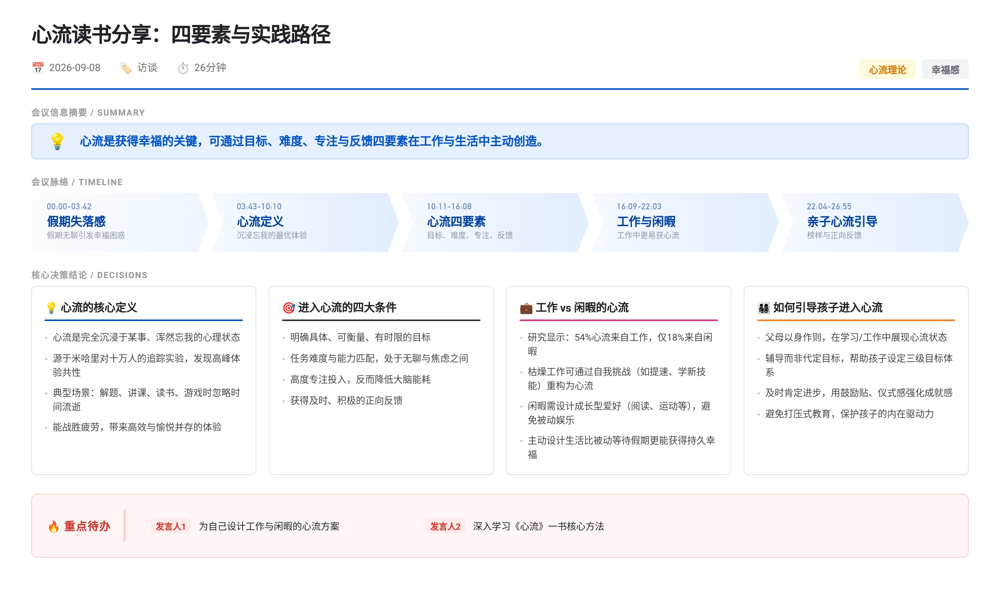 心流读书分享：四要素与实践路径
2026-09-08 访谈 26分钟 心流理论 幸福感
会议信息摘要 / SUMMARY
心流是获得幸福的关键，可通过目标、难度、专注与反馈四要素在工作与生活中主动创造。
会议脉络 / TIMELINE
00:00-03:42
假期失落感
假期无聊引发幸福困惑
03:43-10:10
心流定义
沉浸忘我的最优体验
10:11-16:08
心流四要素
目标、难度、专注、反馈
16:09-22:03
工作与闲暇
工作中更易获心流
22:04-26:55
亲子心流引导
榜样与正向反馈
核心决策结论 / DECISIONS
心流的核心定义
心流是完全沉浸于某事、浑然忘我的心理状态
源于米哈里对十万人的追踪实验，发现高峰体
验共性
典型场景：解题、讲课、读书、游戏时忽略时
间流逝
能战胜疲劳，带来高效与愉悦并存的体验
进入心流的四大条件
明确具体、可衡量、有时限的目标
任务难度与能力匹配，处于无聊与焦虑之间
高度专注投入，反而降低大脑能耗
获得及时、积极的正向反馈
工作 vs 闲暇的心流
研究显示：54%心流来自工作，仅18%来自闲
暇
枯燥工作可通过自我挑战（如提速、学新技
能）重构为心流
闲暇需设计成长型爱好（阅读、运动等），避
免被动娱乐
主动设计生活比被动等待假期更能获得持久幸
福
如何引导孩子进入心流
父母以身作则，在学习/工作中展现心流状态
辅导而非代定目标，帮助孩子设定三级目标体
系
及时肯定进步，用鼓励贴、仪式感强化成就感
避免打压式教育，保护孩子的内在驱动力
重点待办
发言人1 为自己设计工作与闲暇的心流方案
发言人2 深入学习《心流》一书核心方法